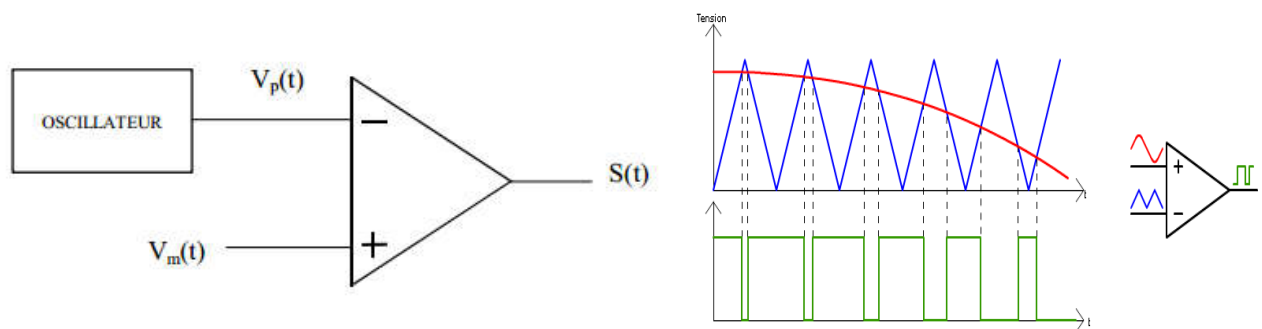 OSCILLATEUR
Vp(t)
−
+
Vm(t)
S(t)
Tension
t
t
+
−